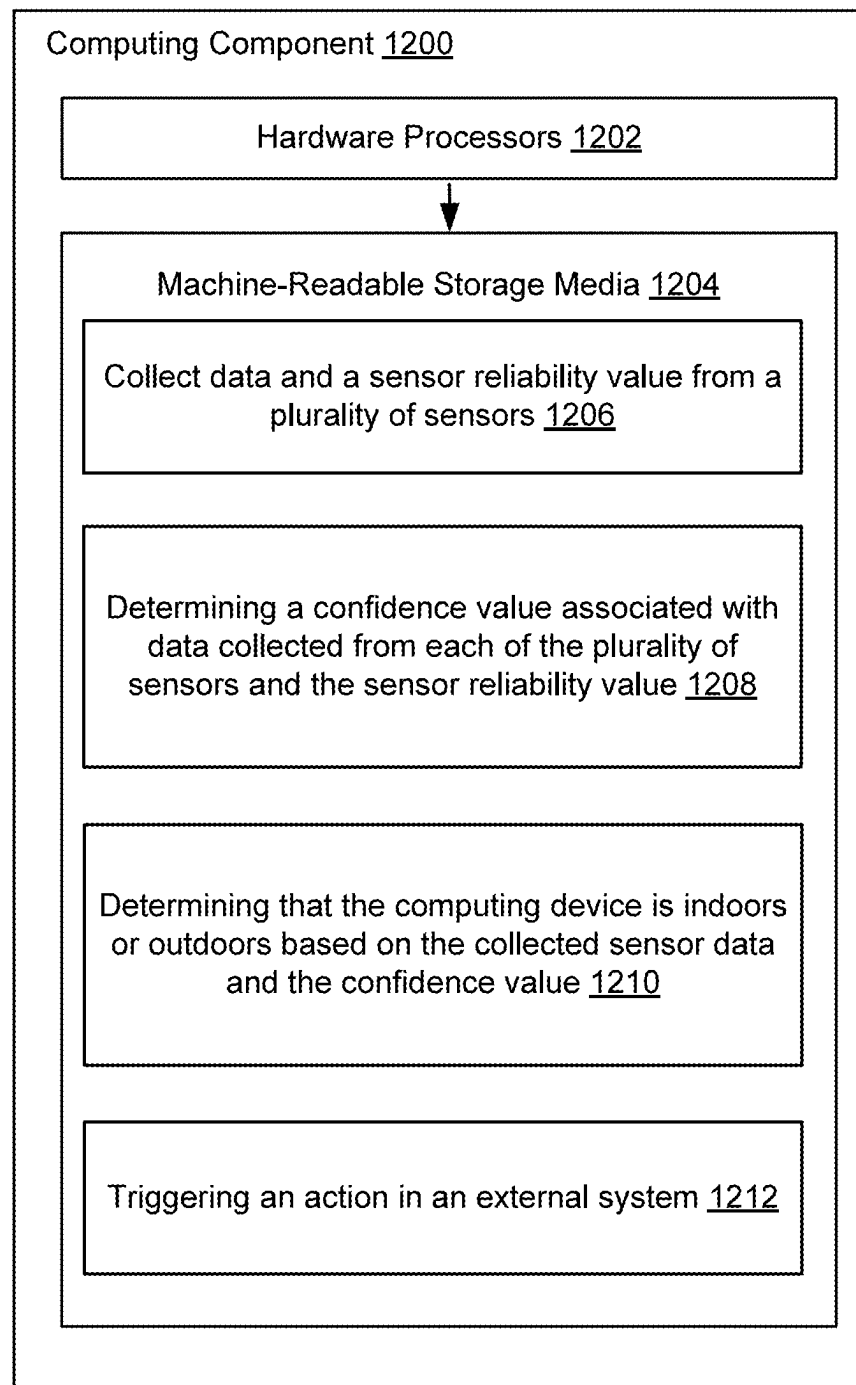 Computing Component 1200
Hardware Processors 1202
Machine-Readable Storage Media 1204
Collect data and a sensor reliability value from a
plurality of sensors 1206
Determining a confidence value associated with
data collected from each of the plurality of
sensors and the sensor reliability value 1208
Determining that the computing device is indoors
or outdoors based on the collected sensor data
and the confidence value 1210
Triggering an action in an external system 1212